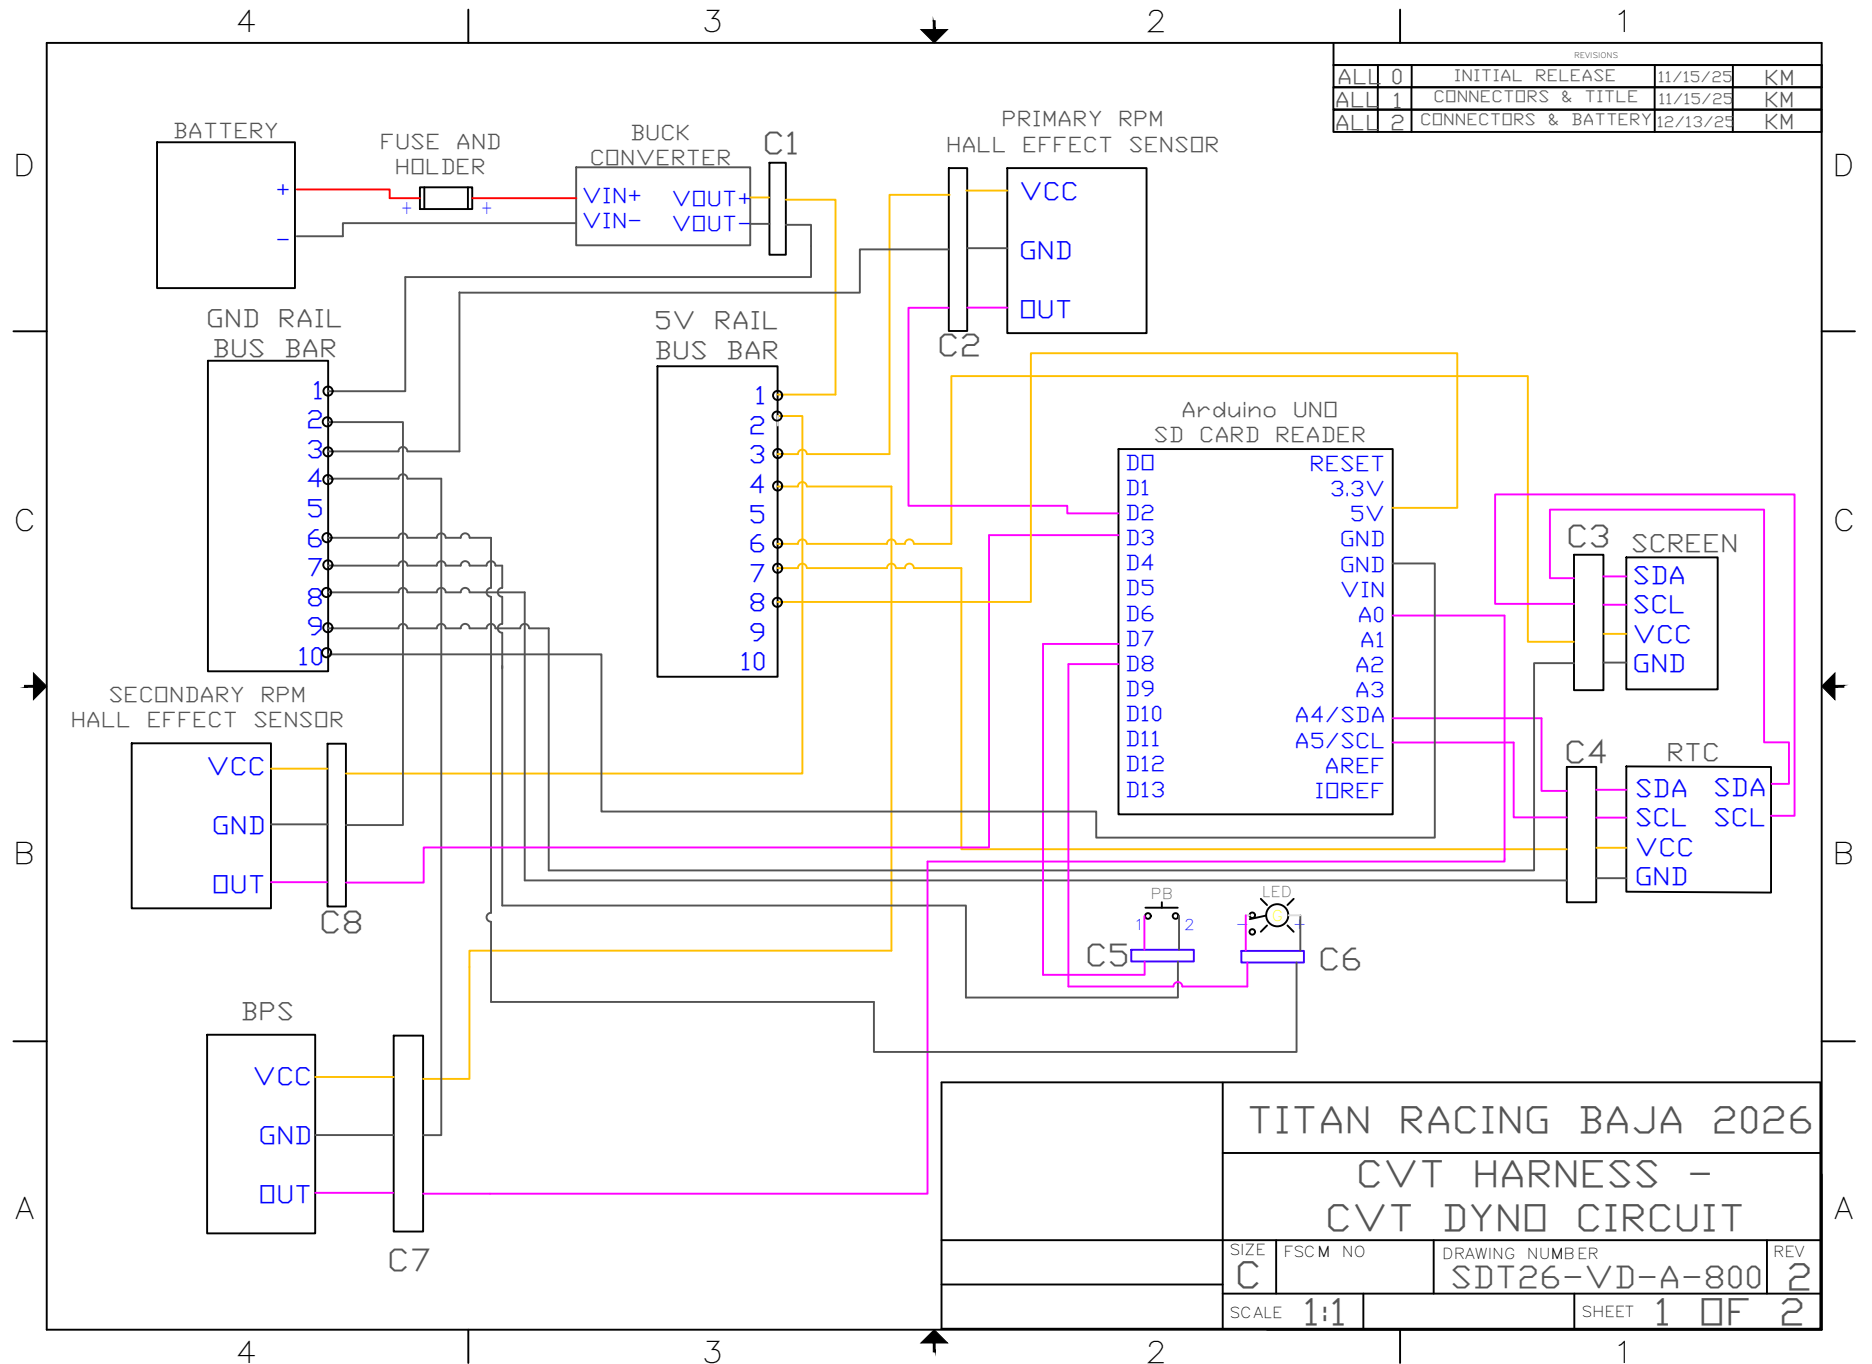 4 3 2 1
REVISIONS
ALL 0 INITIAL RELEASE 11/15/25 KM
ALL 1 CONNECTORS & TITLE 11/15/25 KM
ALL 2 CONNECTORS & BATTERY 12/13/25 KM
D D
BATTERY
+
-
FUSE AND
HOLDER
+ +
BUCK
CONVERTER
VIN+ VOUT+
VIN- VOUT-
C1
PRIMARY RPM
HALL EFFECT SENSOR
VCC
GND
OUT
C2
GND RAIL
BUS BAR
1
2
3
4
5
6
7
8
9
10
5V RAIL
BUS BAR
1
2
3
4
5
6
7
8
9
10
C C
Arduino UNO
SD CARD READER
D0 RESET
D1 3.3V
D2 5V
D3 GND
D4 GND
D5 VIN
D6 A0
D7 A1
D8 A2
D9 A3
D10 A4/SDA
D11 A5/SCL
D12 AREF
D13 IOREF
C3
SCREEN
SDA
SCL
VCC
GND
C4
RTC
SDA SDA
SCL SCL
VCC
GND
SECONDARY RPM
HALL EFFECT SENSOR
VCC
GND
OUT
C8
B B
PB
1 2
C5
LED
- G +
C6
BPS
VCC
GND
OUT
C7
A A
TITAN RACING BAJA 2026
CVT HARNESS -
CVT DYNO CIRCUIT
SIZE FSCM NO DRAWING NUMBER REV
C SDT26-VD-A-800 2
SCALE 1:1 SHEET 1 OF 2
4 3 2 1